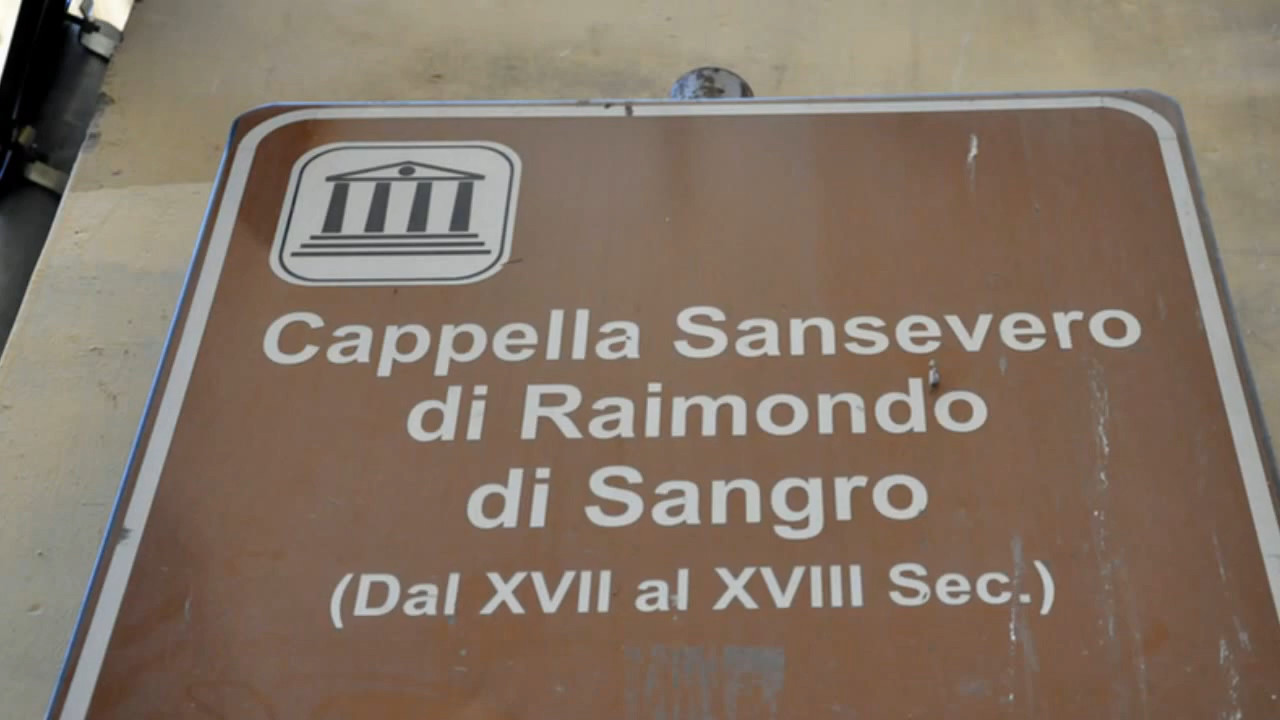 Cappella Sansevero
di Raimondo
di Sangro
(Dal XVII al XVIII Sec.)